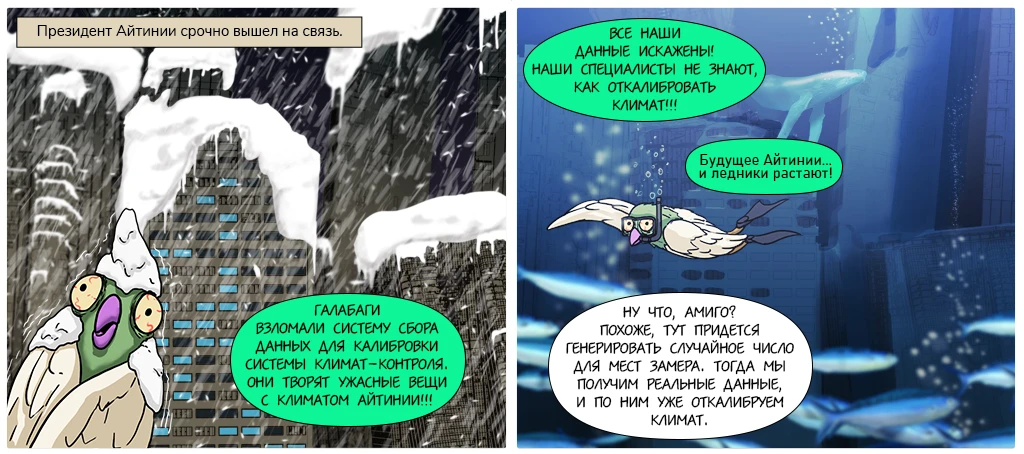 Президент Айтинии срочно вышел на связь.
ГАЛАБАГИ
ВЗЛОМАЛИ СИСТЕМУ СБОРА
ДАННЫХ ДЛЯ КАЛИБРОВКИ
СИСТЕМЫ КЛИМАТ-КОНТРОЛЯ.
ОНИ ТВОРЯТ УЖАСНЫЕ ВЕЩИ
С КЛИМАТОМ АЙТИНИИ!!!
ВСЕ НАШИ
ДАННЫЕ ИСКАЖЕНЫ!
НАШИ СПЕЦИАЛИСТЫ НЕ ЗНАЮТ,
КАК ОТКАЛИБРОВАТЬ
КЛИМАТ!!!
Будущее Айтинии...
и ледники растают!
НУ ЧТО, АМИГО?
ПОХОЖЕ, ТУТ ПРИДЕТСЯ
ГЕНЕРИРОВАТЬ СЛУЧАЙНОЕ ЧИСЛО
ДЛЯ МЕСТ ЗАМЕРА. ТОГДА МЫ
ПОЛУЧИМ РЕАЛЬНЫЕ ДАННЫЕ,
И ПО НИМ УЖЕ ОТКАЛИБРУЕМ
КЛИМАТ.